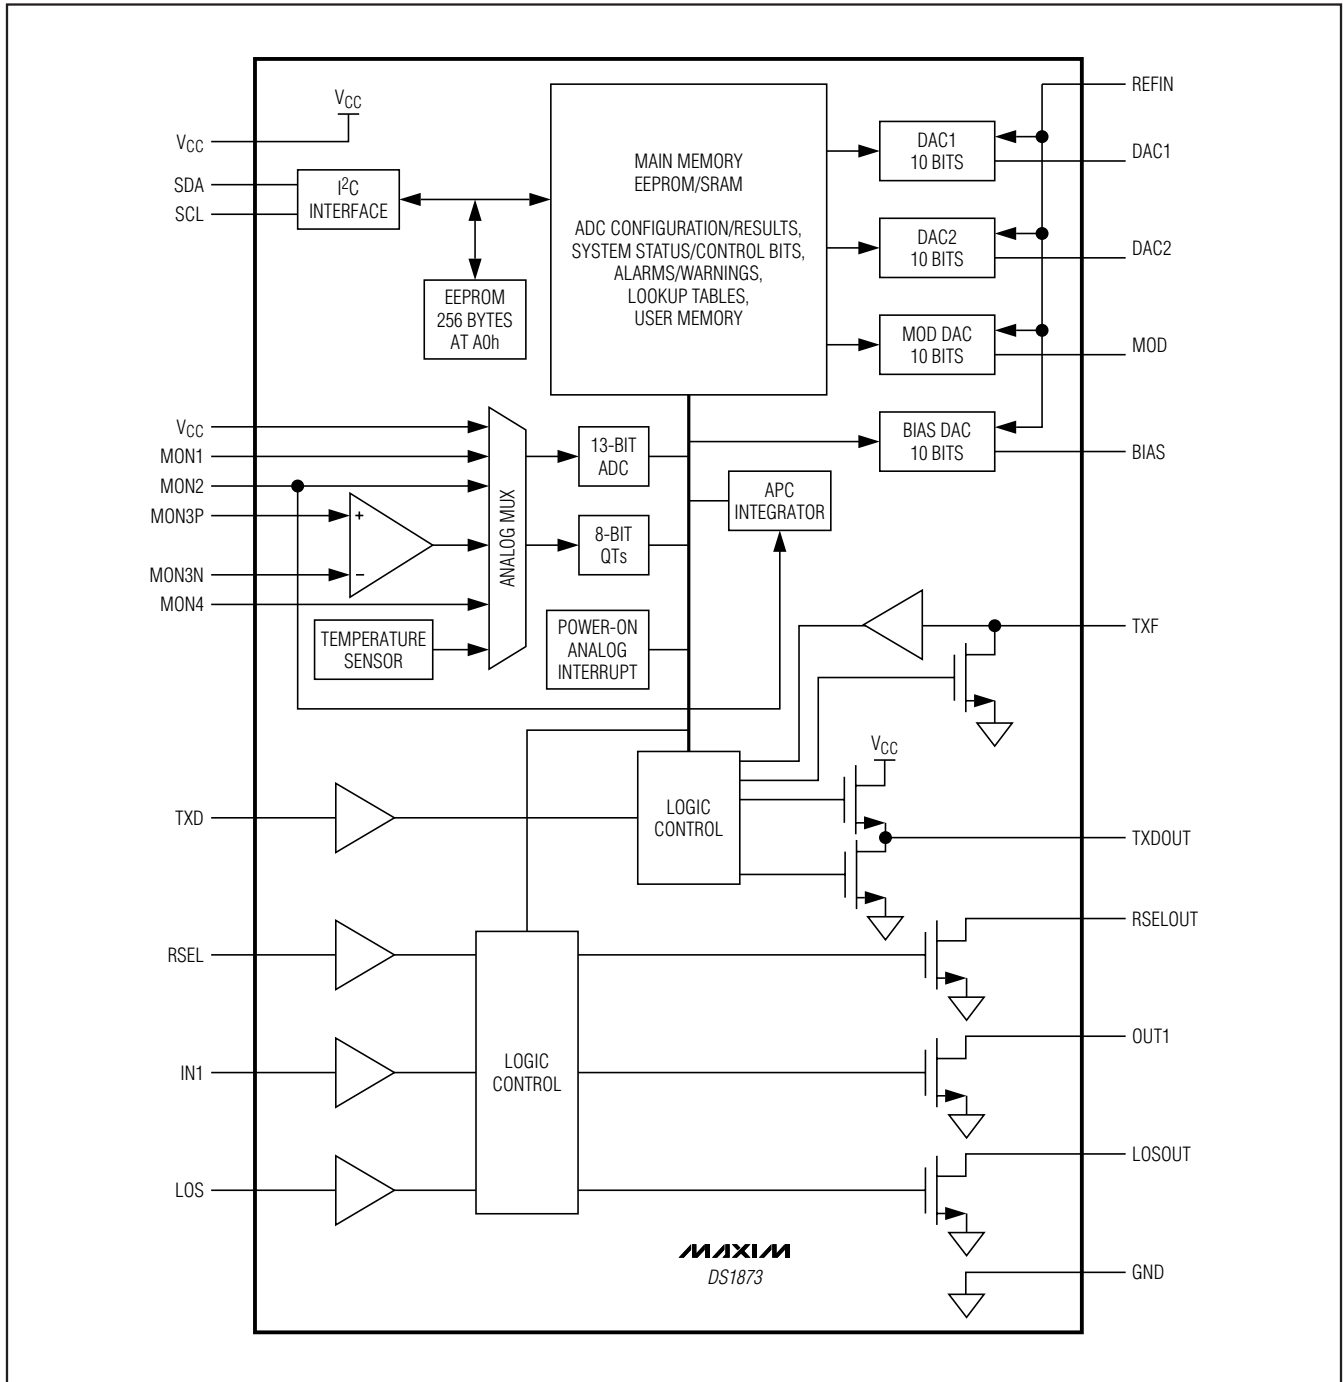 REFIN
V_CC
V_CC
SDA
SCL
I²C
INTERFACE
EEPROM
256 BYTES
AT A0h
MAIN MEMORY
EEPROM/SRAM
ADC CONFIGURATION/RESULTS,
SYSTEM STATUS/CONTROL BITS,
ALARMS/WARNINGS,
LOOKUP TABLES,
USER MEMORY
DAC1
10 BITS
DAC1
DAC2
10 BITS
DAC2
MOD DAC
10 BITS
MOD
BIAS DAC
10 BITS
BIAS
V_CC
MON1
MON2
MON3P
MON3N
MON4
+
−
TEMPERATURE
SENSOR
ANALOG MUX
13-BIT
ADC
8-BIT
QTs
POWER-ON
ANALOG
INTERRUPT
APC
INTEGRATOR
TXF
V_CC
TXD
LOGIC
CONTROL
TXDOUT
RSEL
RSELOUT
IN1
LOGIC
CONTROL
OUT1
LOS
LOSOUT
MAXIM
DS1873
GND